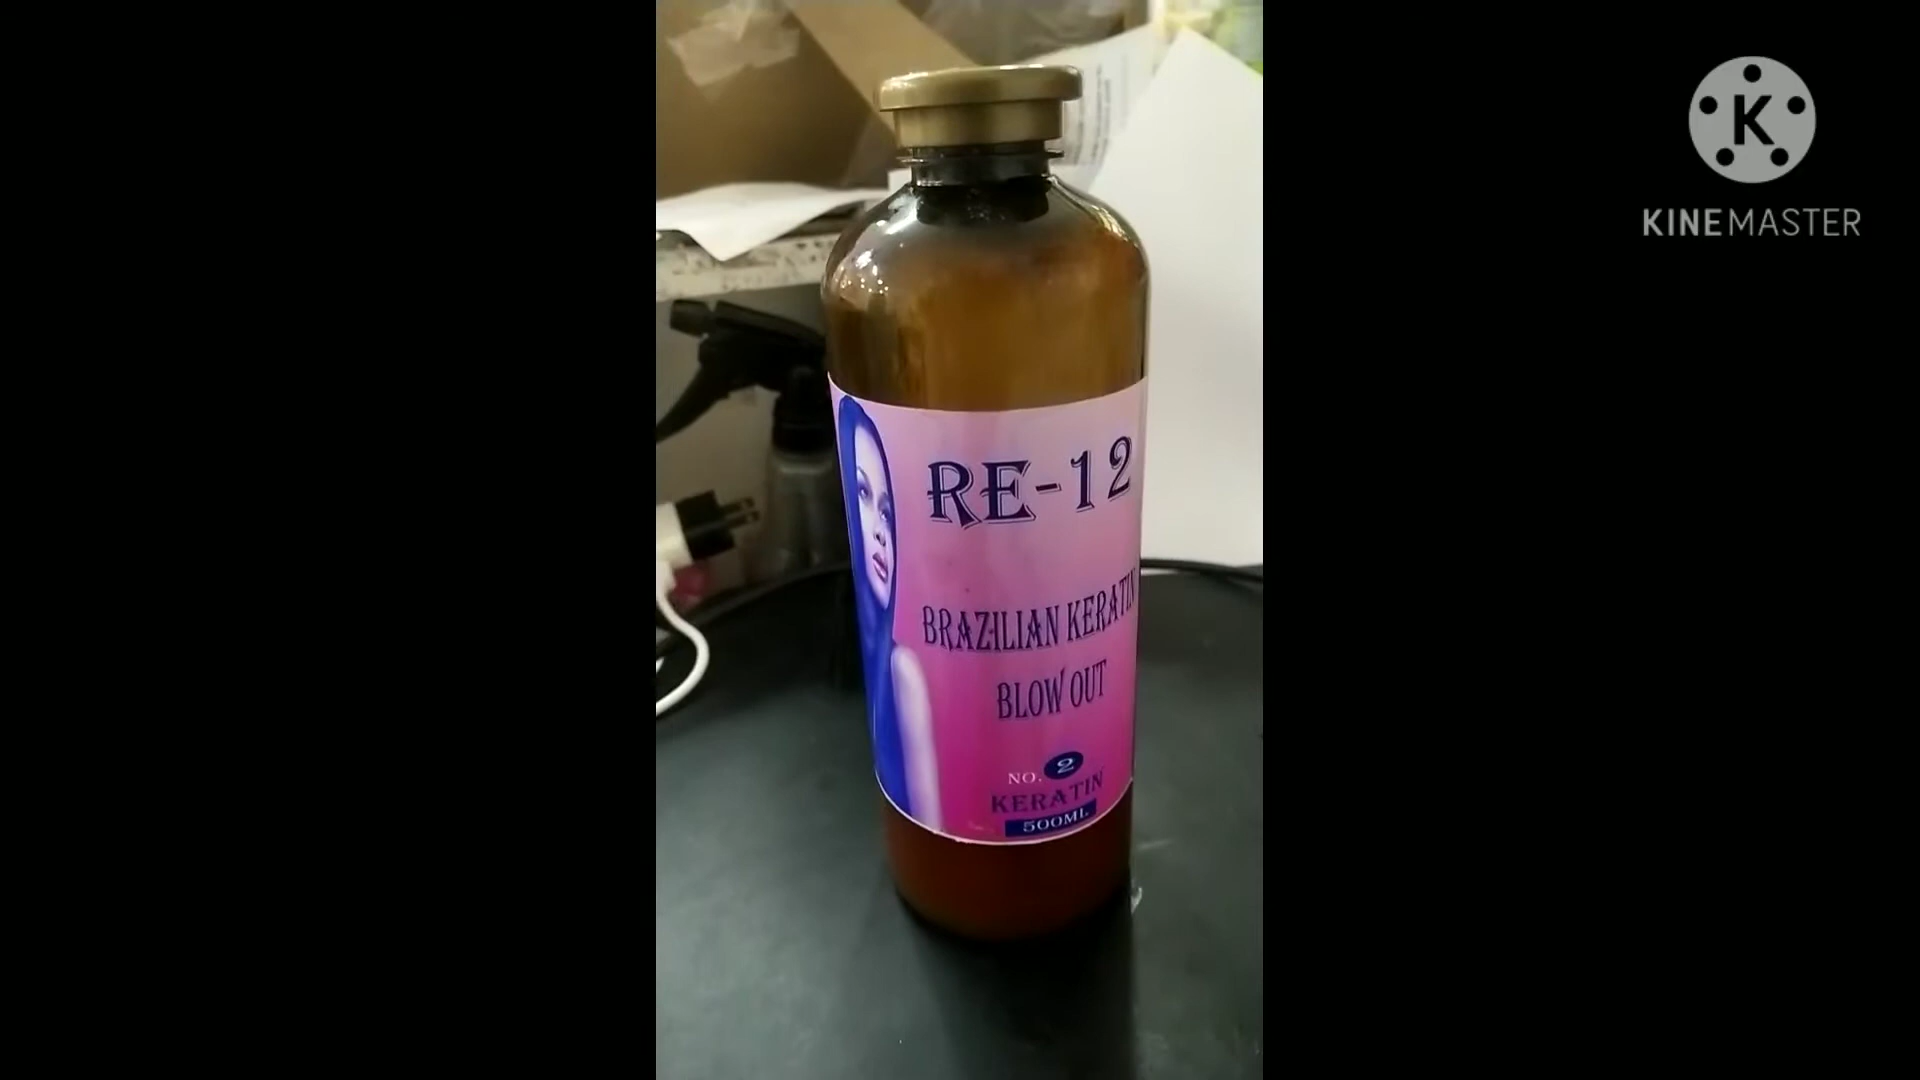 RE-12
BRAZILIAN KERATIN
BLOW OUT
NO. 2
KERATIN
500ML
K
KINEMASTER